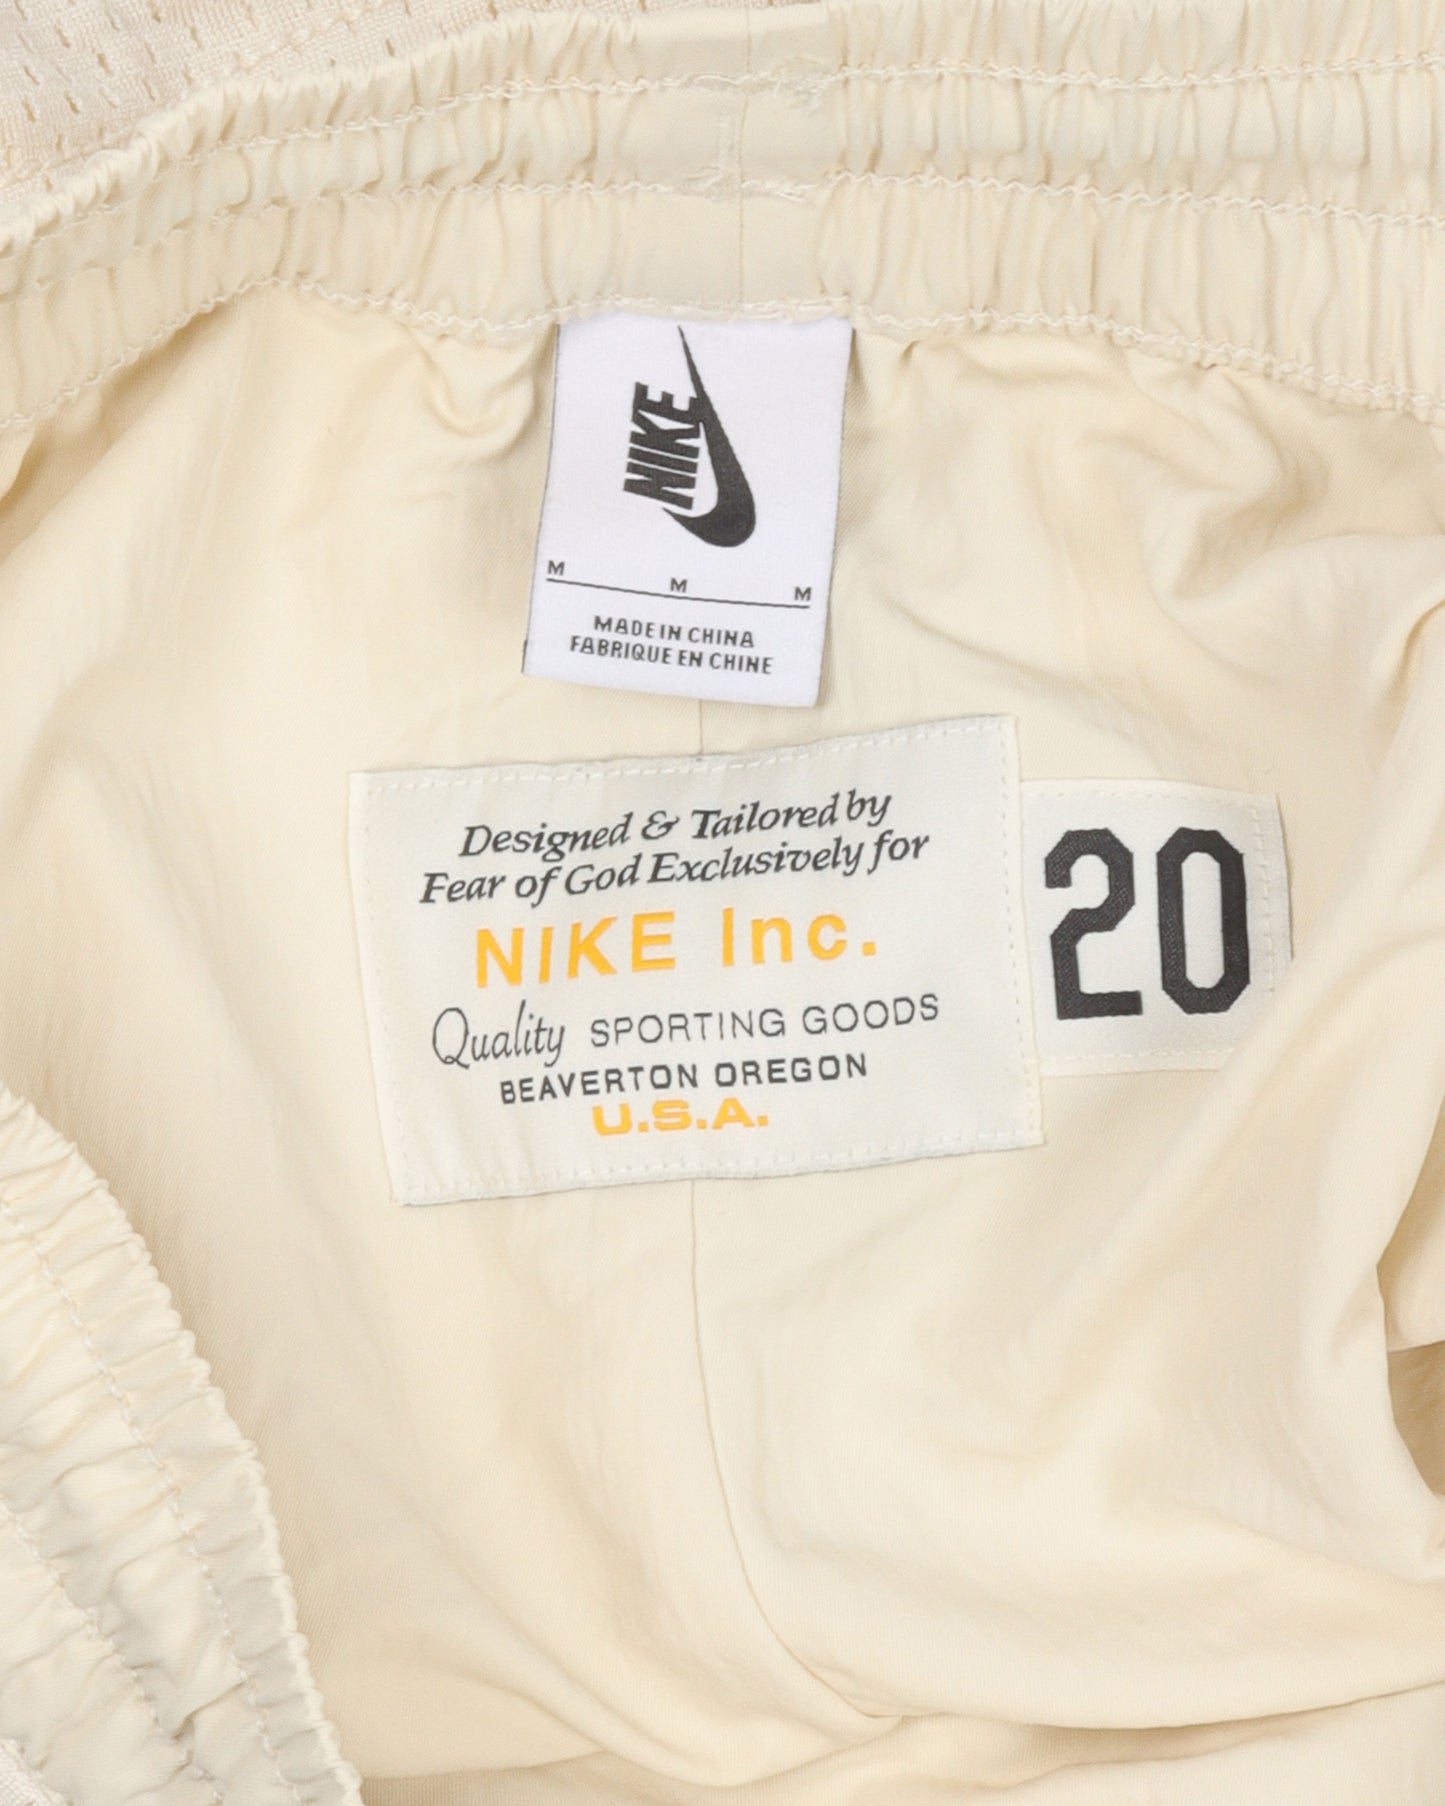 NIKE
M M M
MADE IN CHINA
FABRIQUE EN CHINE
Designed & Tailored by
Fear of God Exclusively for
NIKE Inc.
Quality SPORTING GOODS
BEAVERTON OREGON
U.S.A.
20